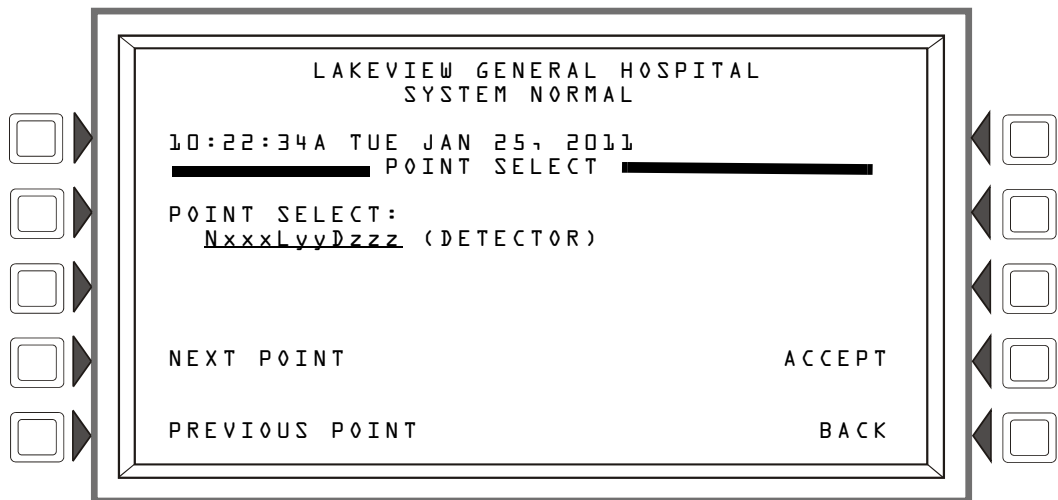 LAKEVIEW GENERAL HOSPITAL
SYSTEM NORMAL
10:22:34A TUE JAN 25, 2011
POINT SELECT
POINT SELECT:
NxxxLyyDzzz (DETECTOR)
NEXT POINT ACCEPT
PREVIOUS POINT BACK